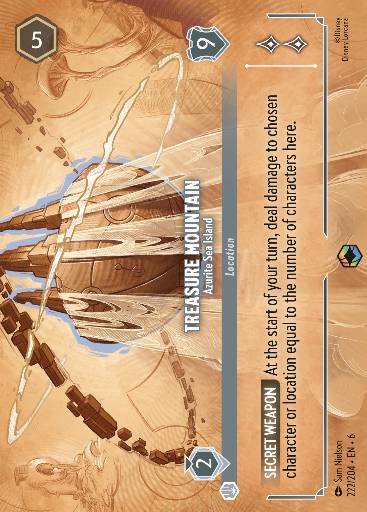 5
9
TREASURE MOUNTAIN
Azurite Sea Island
2
Location
SECRET WEAPON At the start of your turn, deal damage to chosen
character or location equal to the number of characters here.
Sam Nielson
222/204 • EN • 6
©Disney
Disney Lorcana